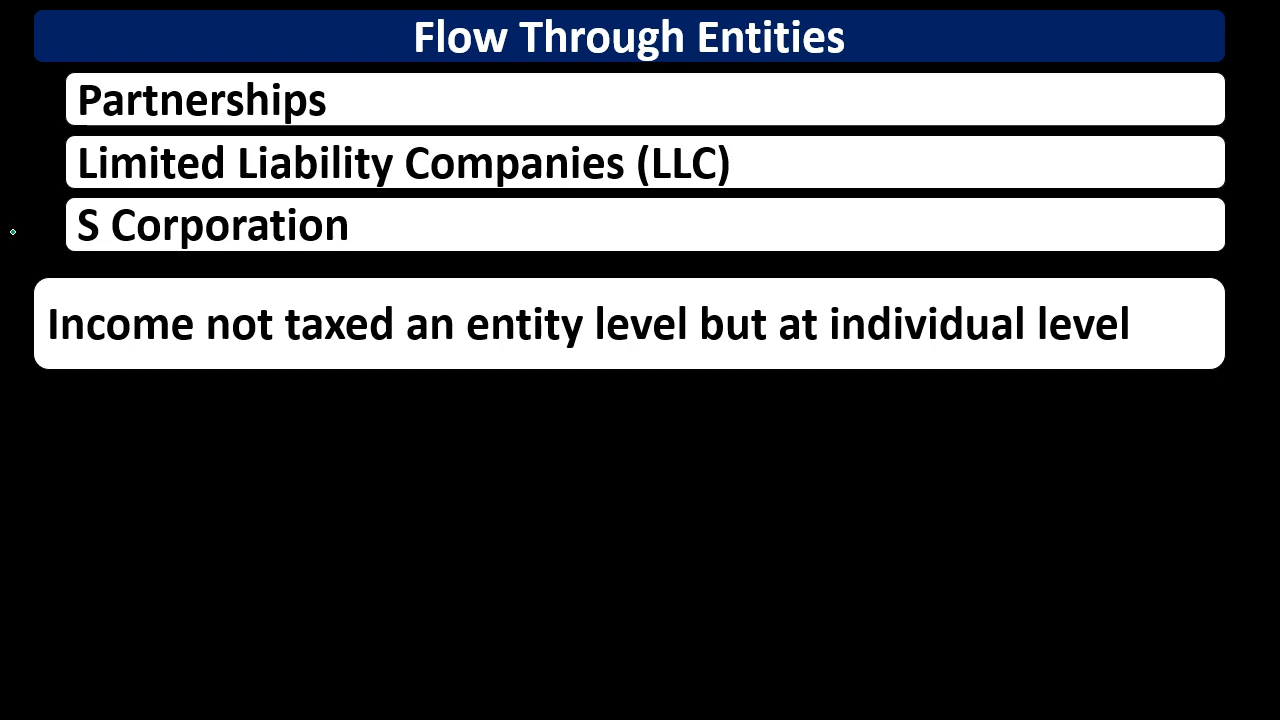 Flow Through Entities
Partnerships
Limited Liability Companies (LLC)
S Corporation
Income not taxed an entity level but at individual level